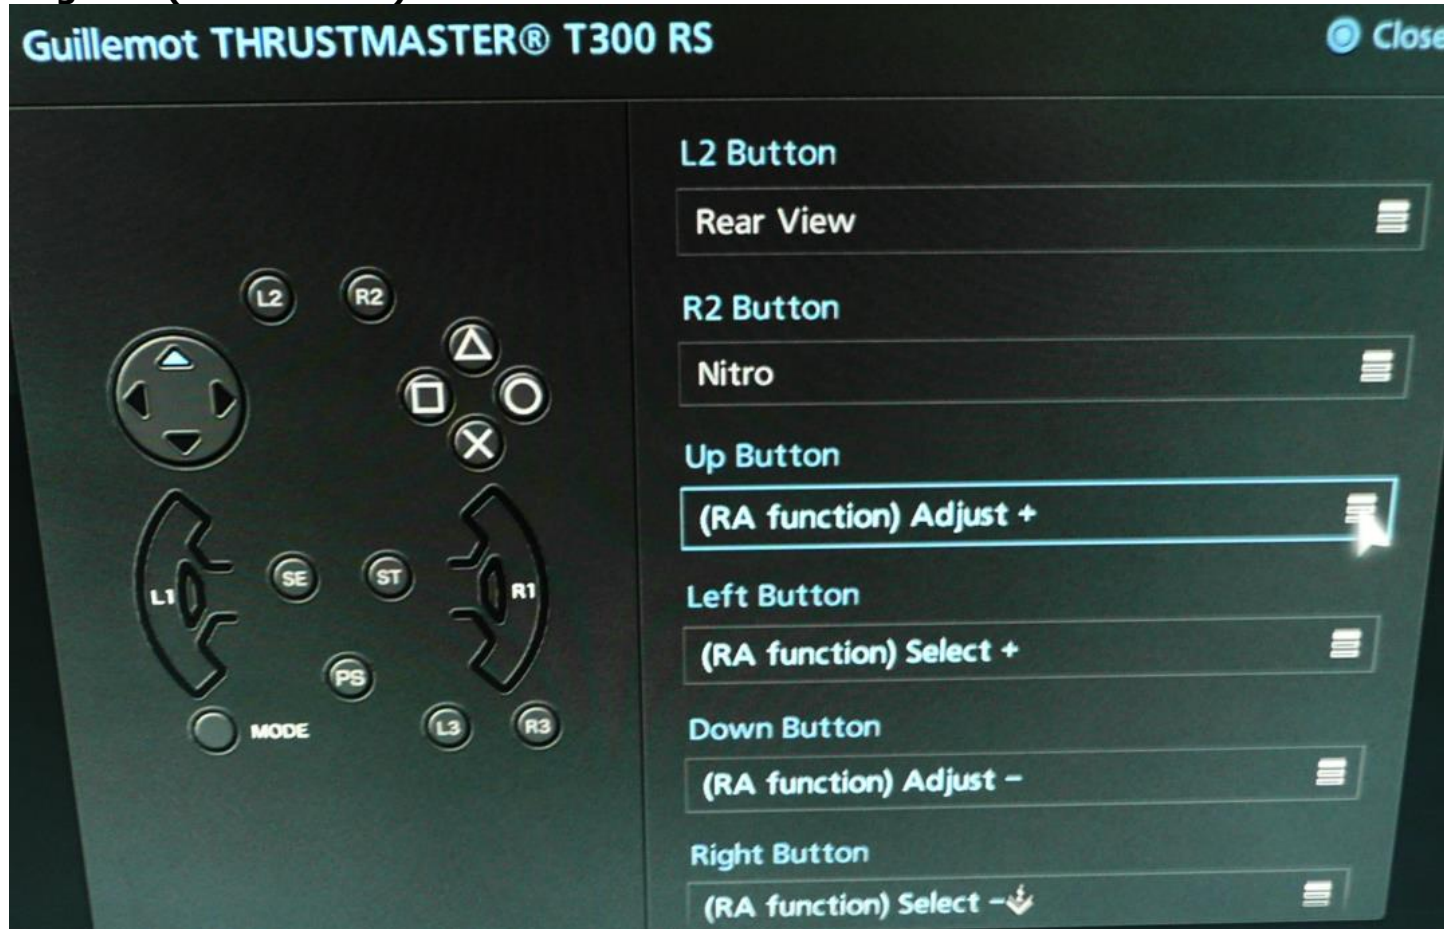 Guillemot THRUSTMASTER® T300 RS
Close
L2 Button
Rear View
R2 Button
Nitro
Up Button
(RA function) Adjust +
Left Button
(RA function) Select +
Down Button
(RA function) Adjust −
Right Button
(RA function) Select −
L2
R2
L1
SE
ST
R1
PS
MODE
L3
R3